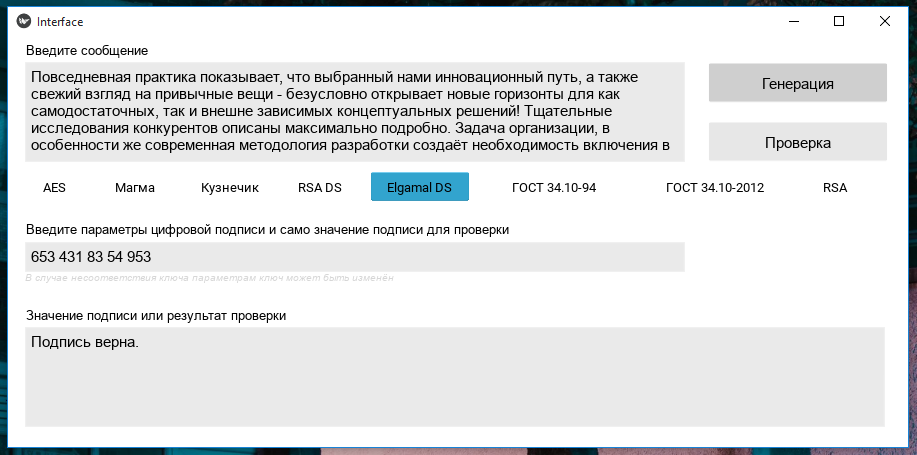 Interface
Введите сообщение
Повседневная практика показывает, что выбранный нами инновационный путь, а также
свежий взгляд на привычные вещи - безусловно открывает новые горизонты для как
самодостаточных, так и внешне зависимых концептуальных решений! Тщательные
исследования конкурентов описаны максимально подробно. Задача организации, в
особенности же современная методология разработки создаёт необходимость включения в
Генерация
Проверка
AES Магма Кузнечик RSA DS Elgamal DS ГОСТ 34.10-94 ГОСТ 34.10-2012 RSA
Введите параметры цифровой подписи и само значение подписи для проверки
653 431 83 54 953
В случае несоответствия ключа параметрам ключ может быть изменён
Значение подписи или результат проверки
Подпись верна.